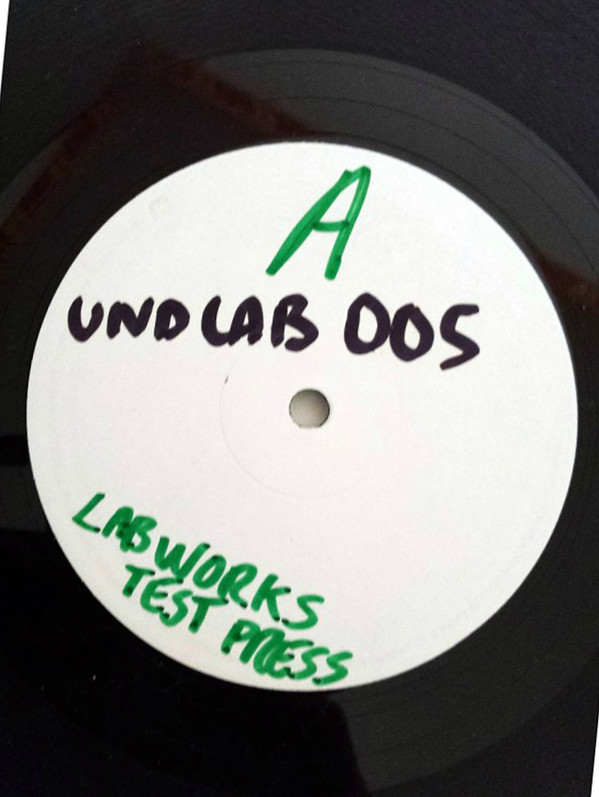 A
UNDLAB 005
LABWORKS
TEST PRESS